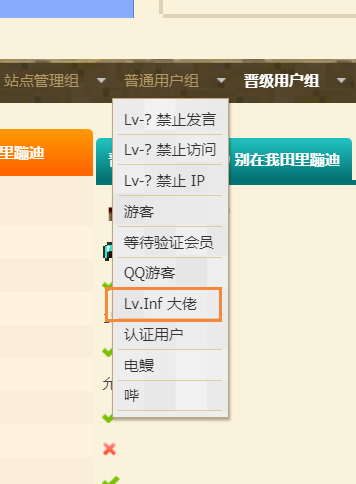 站点管理组 普通用户组 晋级用户组
Lv-? 禁止发言
Lv-? 禁止访问
里蹦迪
别在我田里蹦迪
Lv-? 禁止 IP
游客
等待验证会员
QQ游客
Lv.Inf 大佬
认证用户
电鳗
哔